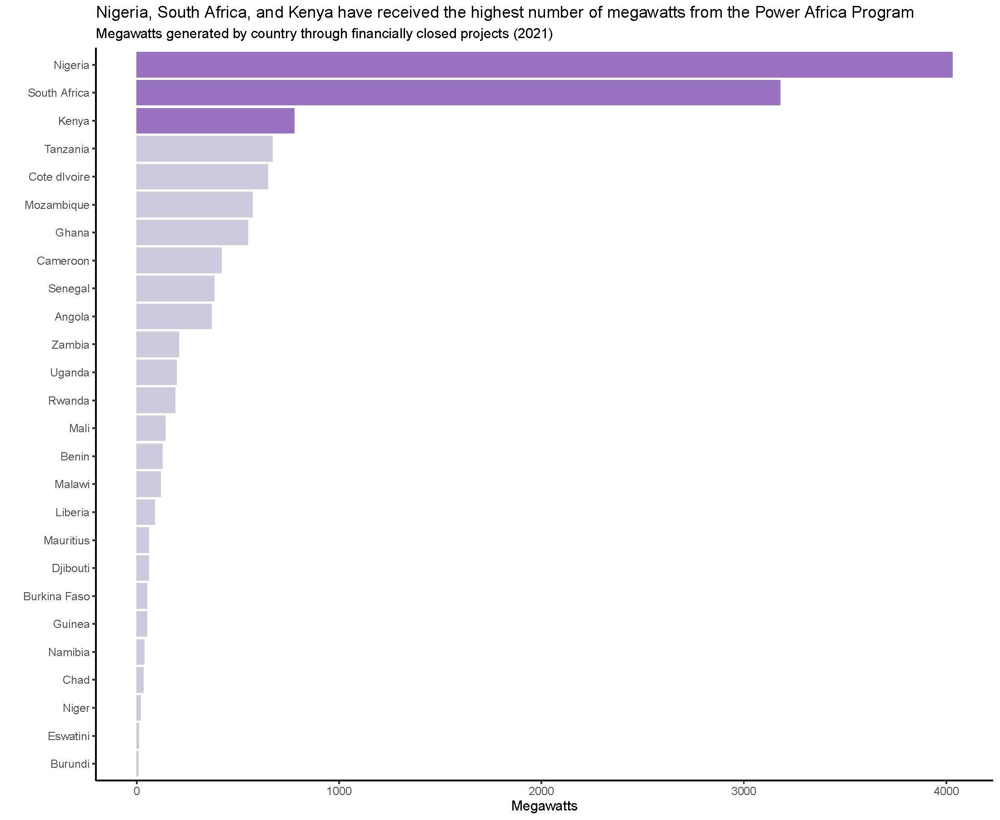 Nigeria, South Africa, and Kenya have received the highest number of megawatts from the Power Africa Program
Megawatts generated by country through financially closed projects (2021)
Nigeria
South Africa
Kenya
Tanzania
Cote dIvoire
Mozambique
Ghana
Cameroon
Senegal
Angola
Zambia
Uganda
Rwanda
Mali
Benin
Malawi
Liberia
Mauritius
Djibouti
Burkina Faso
Guinea
Namibia
Chad
Niger
Eswatini
Burundi
0 1000 2000 3000 4000
Megawatts